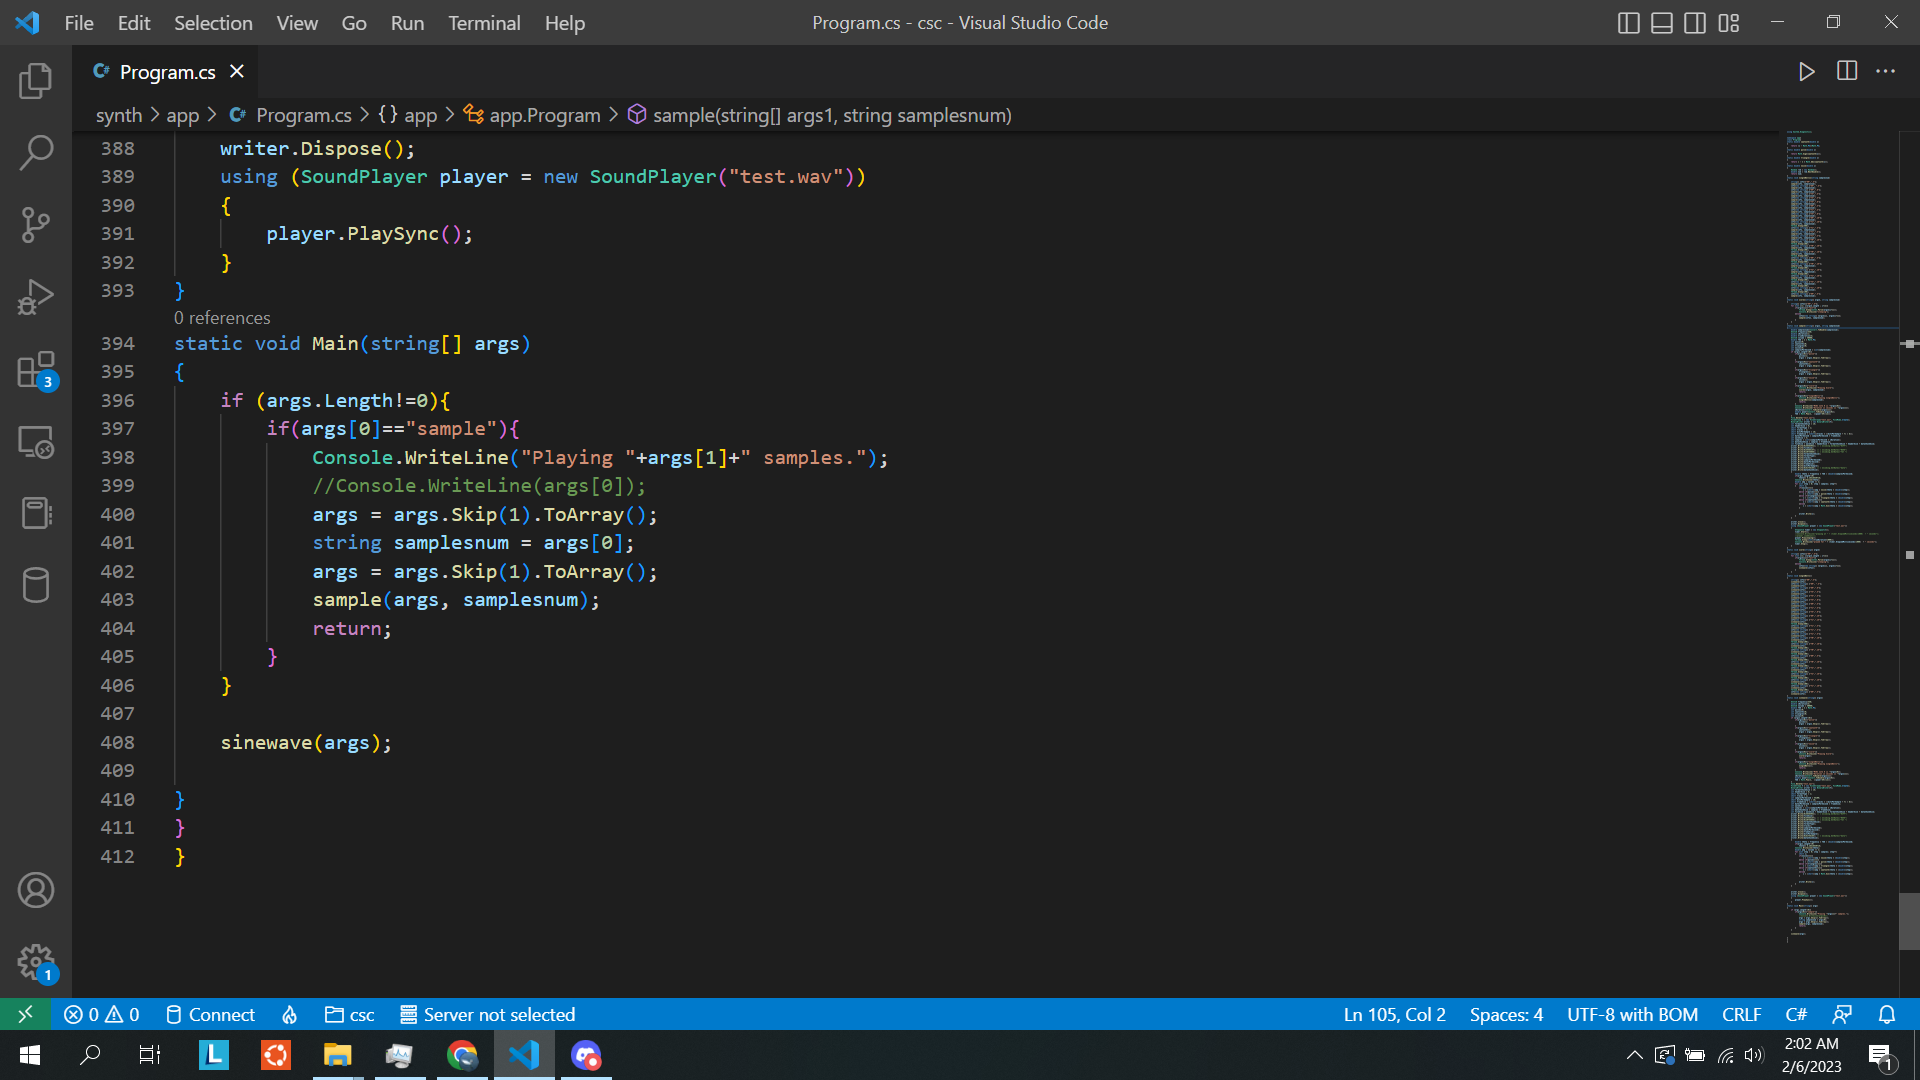 File Edit Selection View Go Run Terminal Help
Program.cs - csc - Visual Studio Code
Program.cs
synth > app > Program.cs > {} app > app.Program > sample(string[] args1, string samplesnum)
388 writer.Dispose();
389 using (SoundPlayer player = new SoundPlayer("test.wav"))
390 {
391 player.PlaySync();
392 }
393 }
0 references
394 static void Main(string[] args)
395 {
396 if (args.Length!=0){
397 if(args[0]=="sample"){
398 Console.WriteLine("Playing "+args[1]+" samples.");
399 //Console.WriteLine(args[0]);
400 args = args.Skip(1).ToArray();
401 string samplesnum = args[0];
402 args = args.Skip(1).ToArray();
403 sample(args, samplesnum);
404 return;
405 }
406 }
407
408 sinewave(args);
409
410 }
411 }
412 }
3
1
0 0 Connect csc Server not selected
Ln 105, Col 2 Spaces: 4 UTF-8 with BOM CRLF C#
L
2:02 AM
2/6/2023
1